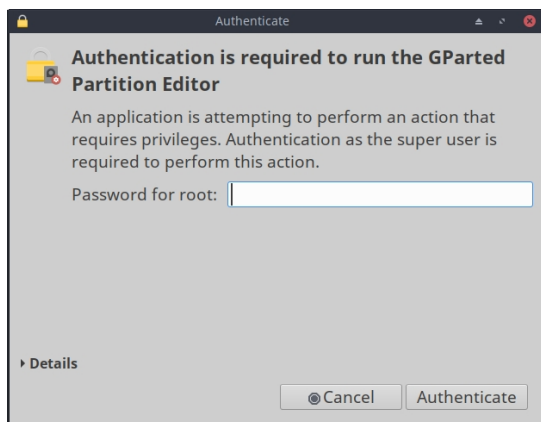 Authenticate
Authentication is required to run the GParted
Partition Editor
An application is attempting to perform an action that
requires privileges. Authentication as the super user is
required to perform this action.
Password for root:
Details
Cancel
Authenticate